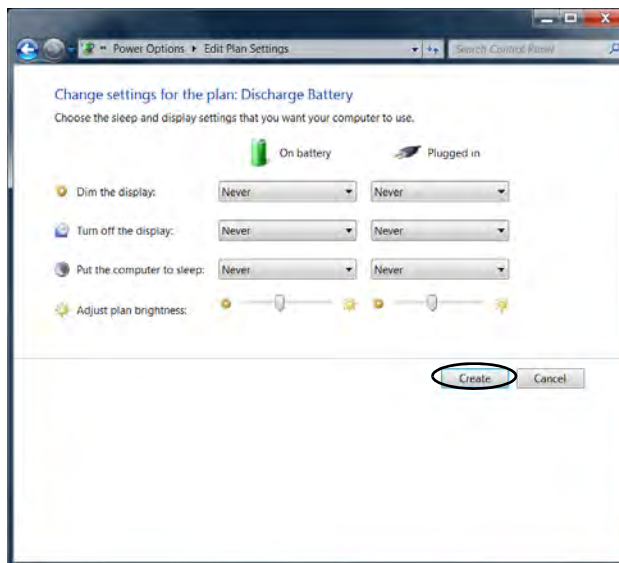 Power Options ▸ Edit Plan Settings
Search Control Panel
Change settings for the plan: Discharge Battery
Choose the sleep and display settings that you want your computer to use.
On battery Plugged in
Dim the display: Never Never
Turn off the display: Never Never
Put the computer to sleep: Never Never
Adjust plan brightness:
Create Cancel